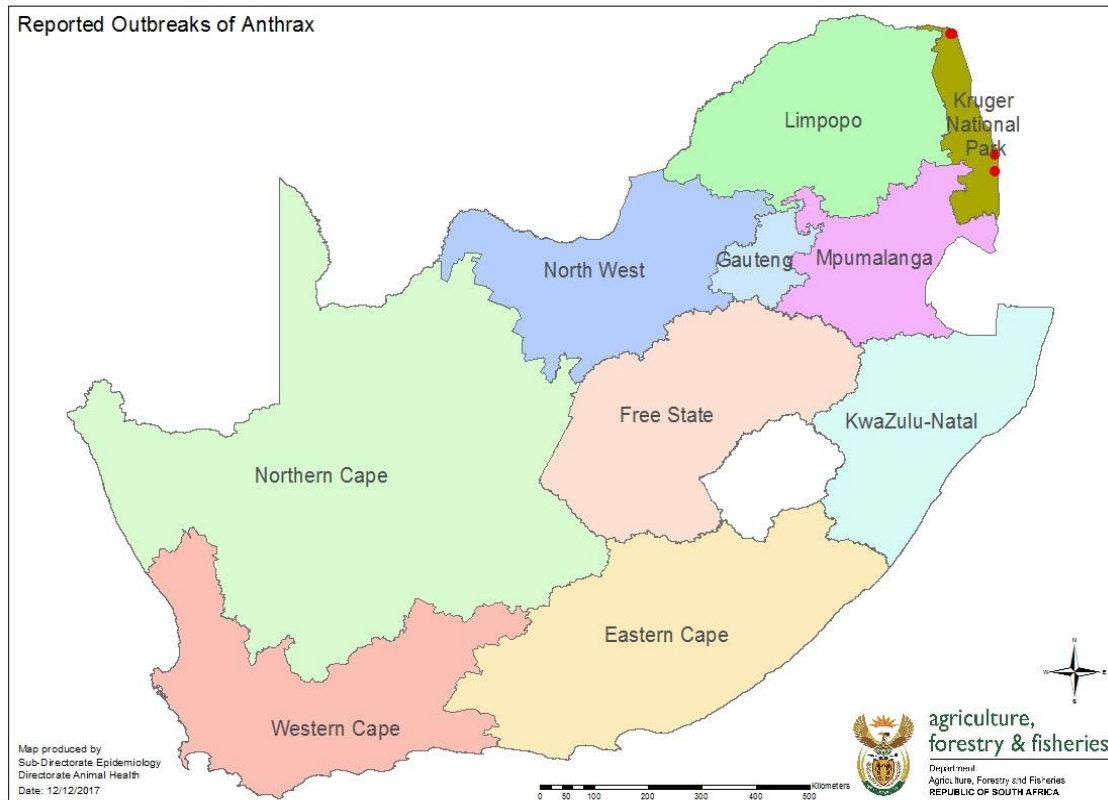 Reported Outbreaks of Anthrax
Limpopo
Kruger
National
Park
North West
Gauteng
Mpumalanga
Free State
KwaZulu-Natal
Northern Cape
Eastern Cape
Western Cape
N
W
E
S
Map produced by
Sub-Directorate Epidemiology
Directorate Animal Health
Date: 12/12/2017
Kilometers
0 50 100 200 300 400 500
agriculture,
forestry & fisheries
Department:
Agriculture, Forestry and Fisheries
REPUBLIC OF SOUTH AFRICA